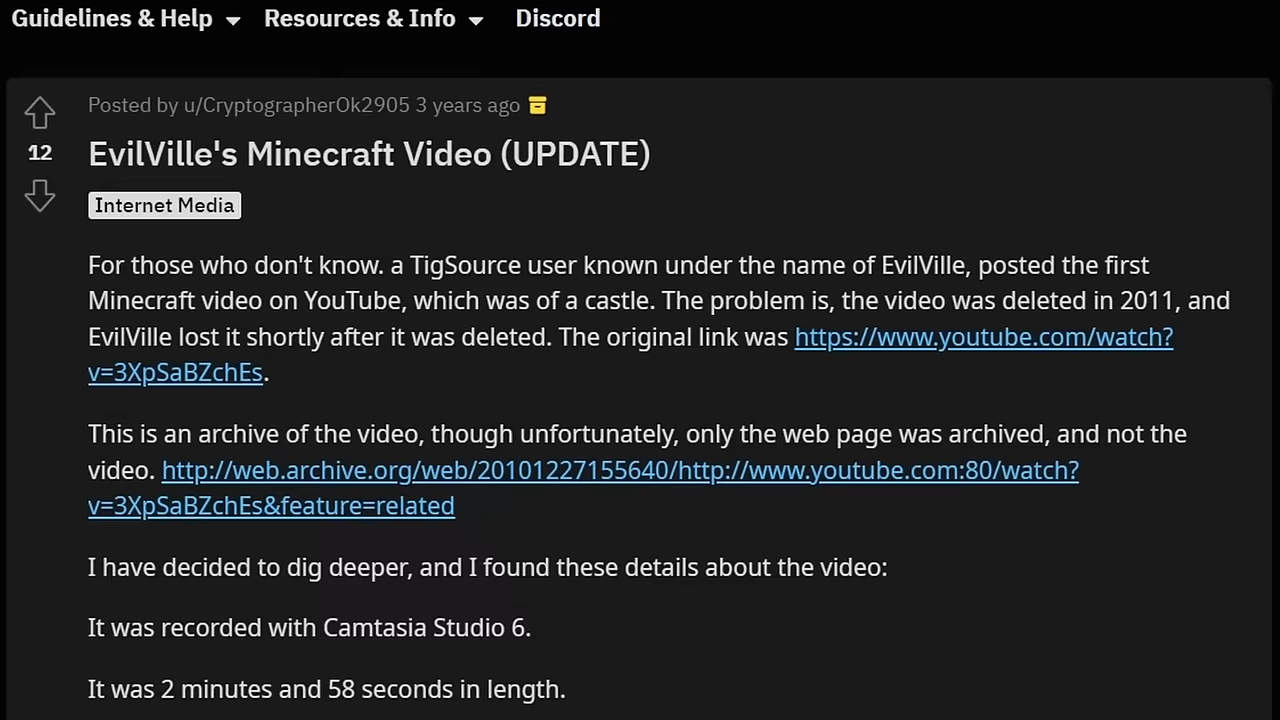 Guidelines & Help Resources & Info Discord
Posted by u/CryptographerOk2905 3 years ago
12
EvilVille's Minecraft Video (UPDATE)
Internet Media
For those who don't know. a TigSource user known under the name of EvilVille, posted the first
Minecraft video on YouTube, which was of a castle. The problem is, the video was deleted in 2011, and
EvilVille lost it shortly after it was deleted. The original link was https://www.youtube.com/watch?
v=3XpSaBZchEs.
This is an archive of the video, though unfortunately, only the web page was archived, and not the
video. http://web.archive.org/web/20101227155640/http://www.youtube.com:80/watch?
v=3XpSaBZchEs&feature=related
I have decided to dig deeper, and I found these details about the video:
It was recorded with Camtasia Studio 6.
It was 2 minutes and 58 seconds in length.